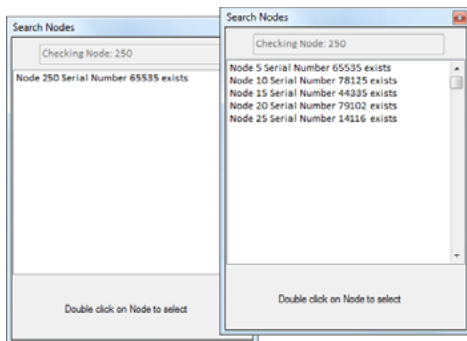 Search Nodes
Checking Node: 250
Node 250 Serial Number 65535 exists
Double click on Node to select
Search Nodes
Checking Node: 250
Node 5 Serial Number 65535 exists
Node 10 Serial Number 78125 exists
Node 15 Serial Number 44335 exists
Node 20 Serial Number 79102 exists
Node 25 Serial Number 14116 exists
Double click on Node to select